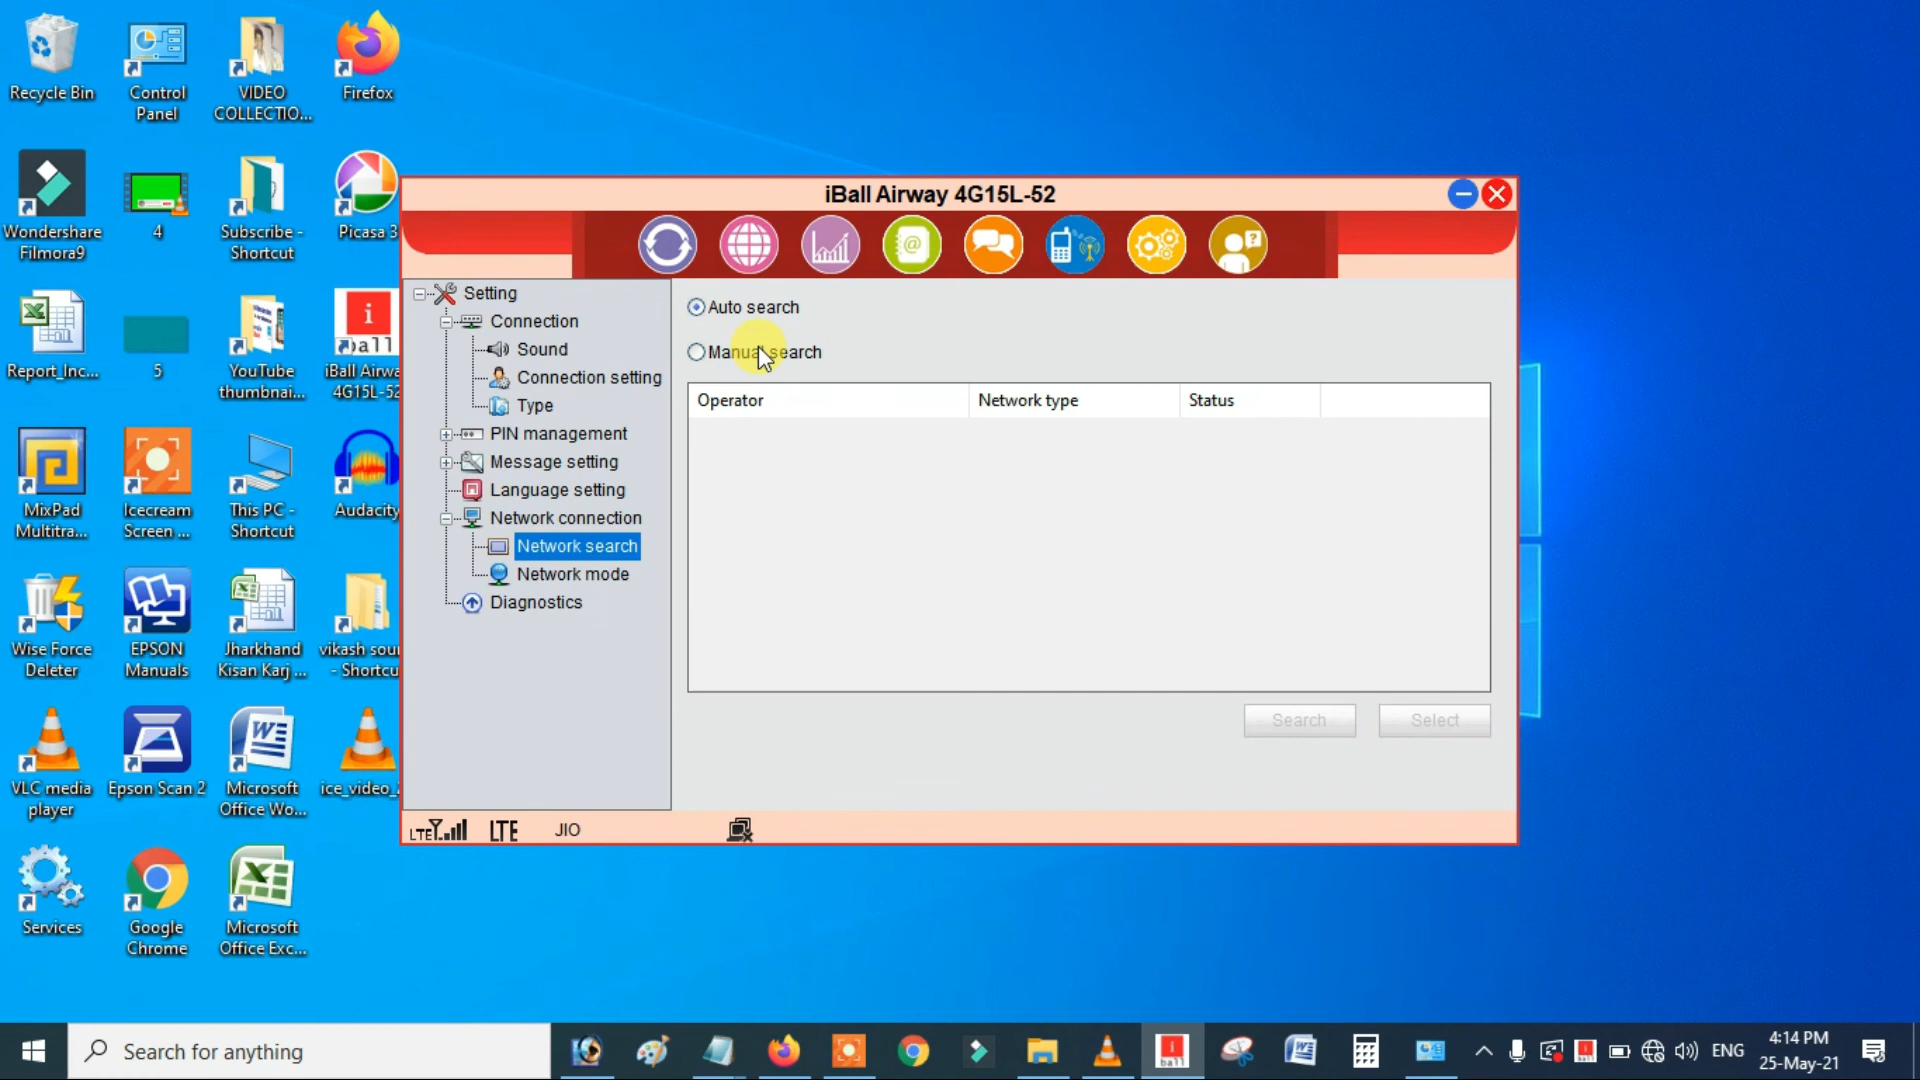 Recycle Bin
Control
Panel
VIDEO
COLLECTIO...
Firefox
Wondershare
Filmora9
4
Subscribe -
Shortcut
Picasa 3
Report_Inc...
5
YouTube
thumbnai...
i
ball
iBall Airwa
4G15L-52
MixPad
Multitra...
Icecream
Screen ...
This PC -
Shortcut
Audacity
Wise Force
Deleter
EPSON
Manuals
Jharkhand
Kisan Karj ...
vikash sou
- Shortcu
VLC media
player
Epson Scan 2
Microsoft
Office Wo...
ice_video_
Services
Google
Chrome
Microsoft
Office Exc...
iBall Airway 4G15L-52
Setting
Connection
Sound
Connection setting
Type
PIN management
Message setting
Language setting
Network connection
Network search
Network mode
Diagnostics
Auto search
Manual search
Operator Network type Status
Search Select
LTE LTE JIO
Search for anything
i
ball
ENG
4:14 PM
25-May-21